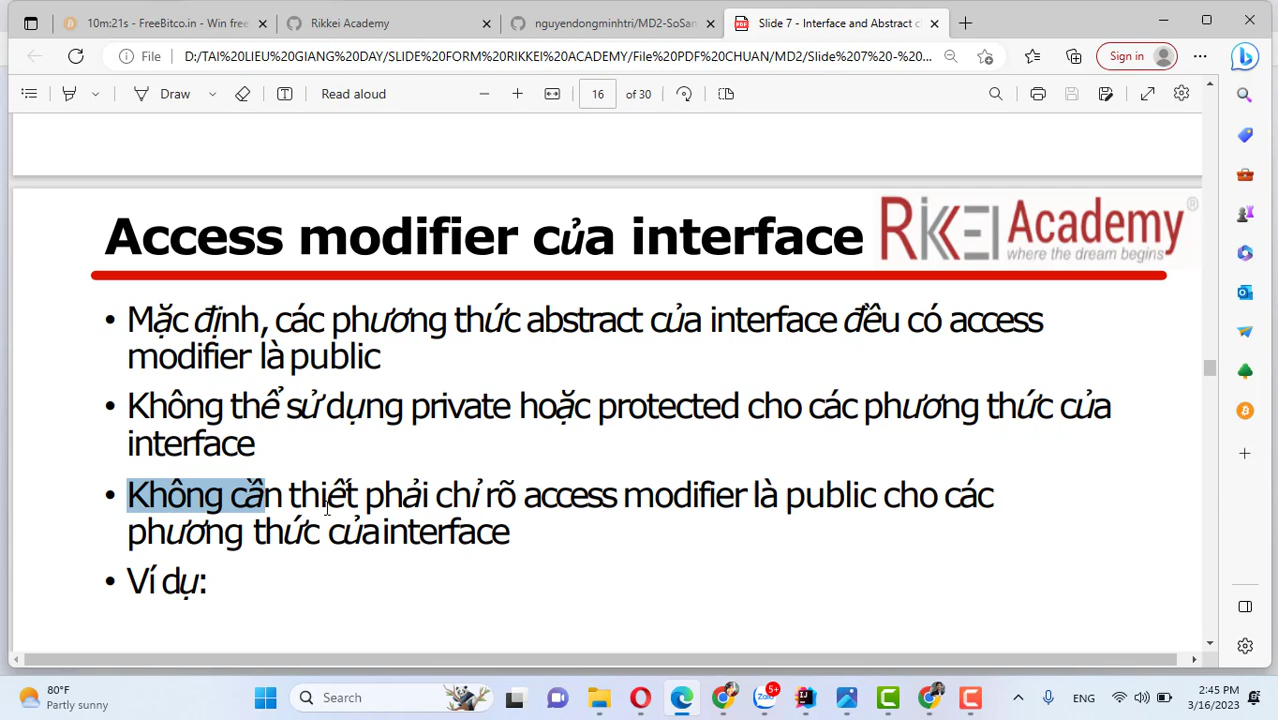 10m:21s - FreeBitco.in - Win free
Rikkei Academy
nguyendongminhtri/MD2-SoSan
Slide 7 - Interface and Abstract c
File
D:/TAI%20LIEU%20GIANG%20DAY/SLIDE%20FORM%20RIKKEI%20ACADEMY/File%20PDF%20CHUAN/MD2/Slide%207%20-%20...
Sign in
Draw
Read aloud
16
of 30
Access modifier của interface
RIKKEI Academy ®
where the dream begins
• Mặc định, các phương thức abstract của interface đều có access
modifier là public
• Không thể sử dụng private hoặc protected cho các phương thức của
interface
• Không cần thiết phải chỉ rõ access modifier là public cho các
phương thức của interface
• Ví dụ:
80°F
Partly sunny
Search
5+
ENG
2:45 PM
3/16/2023